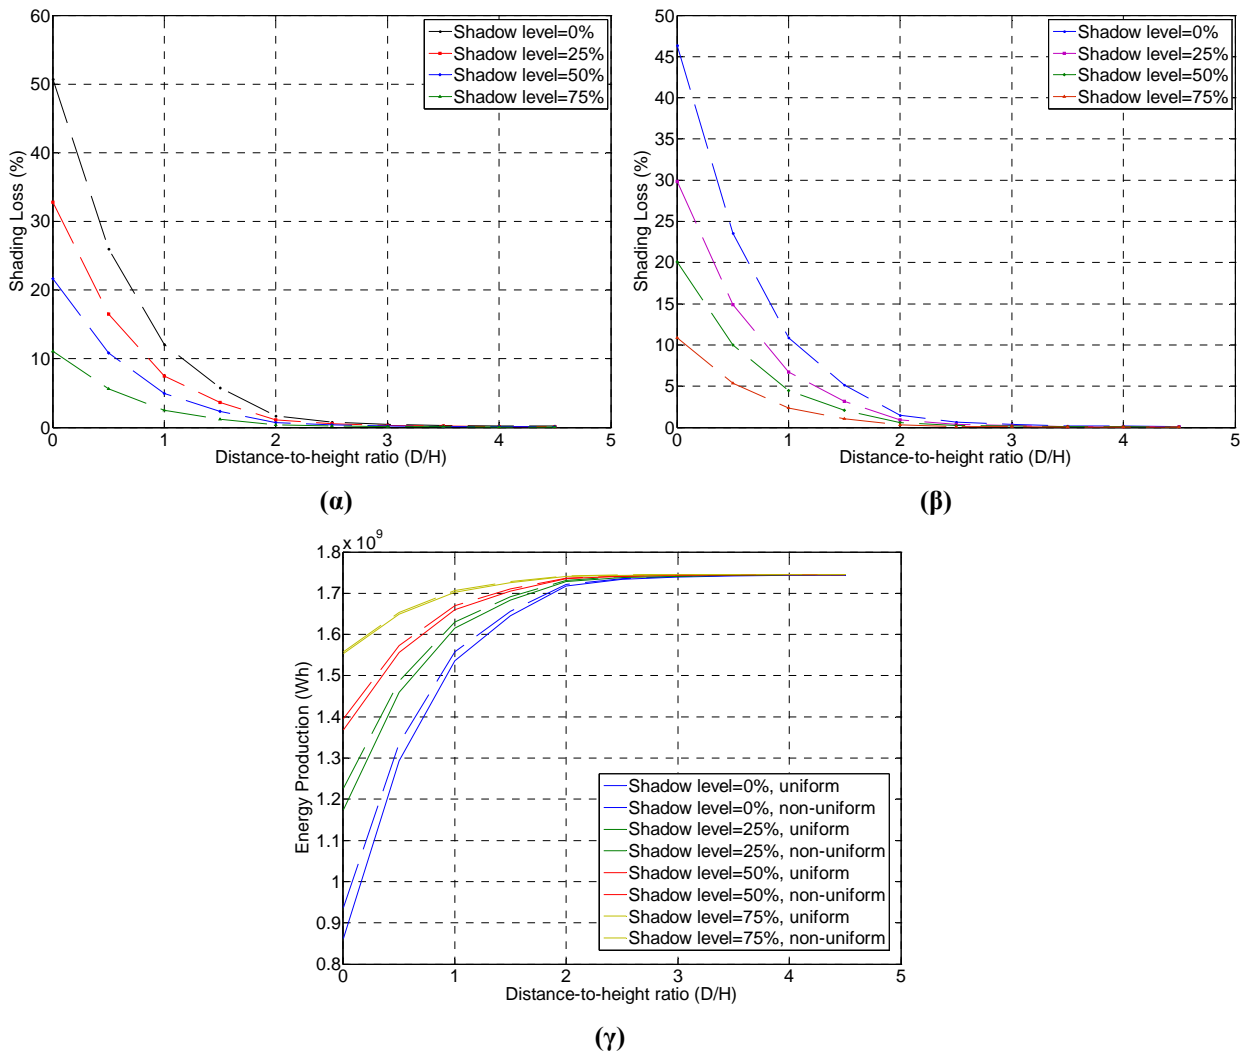 60
50
40
30
20
10
0
Shading Loss (%)
0 1 2 3 4 5
Distance-to-height ratio (D/H)
Shadow level=0%
Shadow level=25%
Shadow level=50%
Shadow level=75%
(α)
50
45
40
35
30
25
20
15
10
5
0
Shading Loss (%)
0 1 2 3 4 5
Distance-to-height ratio (D/H)
Shadow level=0%
Shadow level=25%
Shadow level=50%
Shadow level=75%
(β)
x 10^9
1.8
1.7
1.6
1.5
1.4
1.3
1.2
1.1
1
0.9
0.8
Energy Production (Wh)
0 1 2 3 4 5
Distance-to-height ratio (D/H)
Shadow level=0%, uniform
Shadow level=0%, non-uniform
Shadow level=25%, uniform
Shadow level=25%, non-uniform
Shadow level=50%, uniform
Shadow level=50%, non-uniform
Shadow level=75%, uniform
Shadow level=75%, non-uniform
(γ)